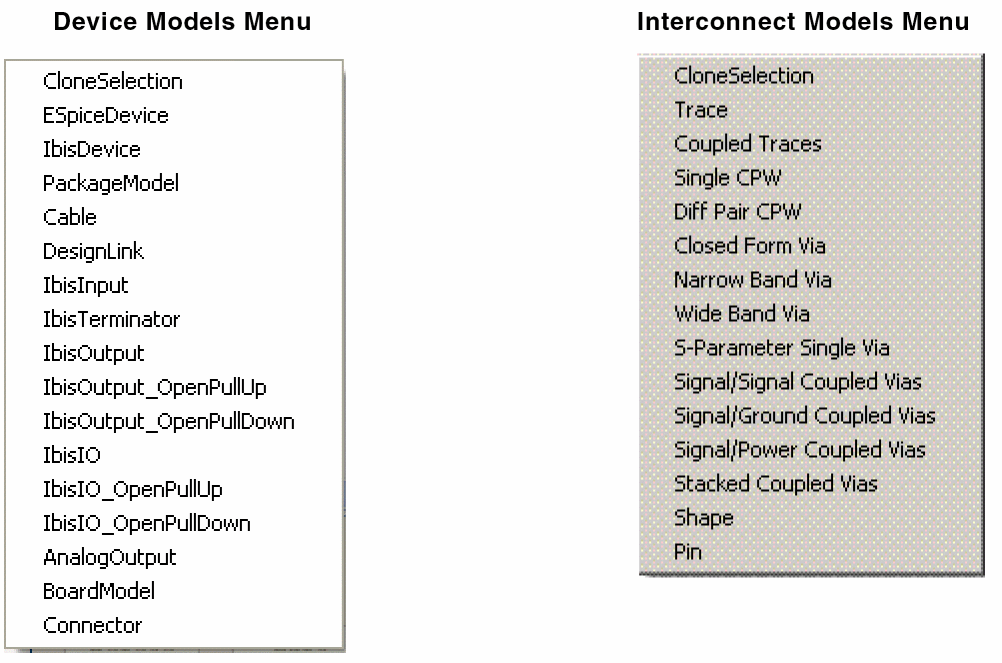 Device Models Menu
CloneSelection
ESpiceDevice
IbisDevice
PackageModel
Cable
DesignLink
IbisInput
IbisTerminator
IbisOutput
IbisOutput_OpenPullUp
IbisOutput_OpenPullDown
IbisIO
IbisIO_OpenPullUp
IbisIO_OpenPullDown
AnalogOutput
BoardModel
Connector
Interconnect Models Menu
CloneSelection
Trace
Coupled Traces
Single CPW
Diff Pair CPW
Closed Form Via
Narrow Band Via
Wide Band Via
S-Parameter Single Via
Signal/Signal Coupled Vias
Signal/Ground Coupled Vias
Signal/Power Coupled Vias
Stacked Coupled Vias
Shape
Pin